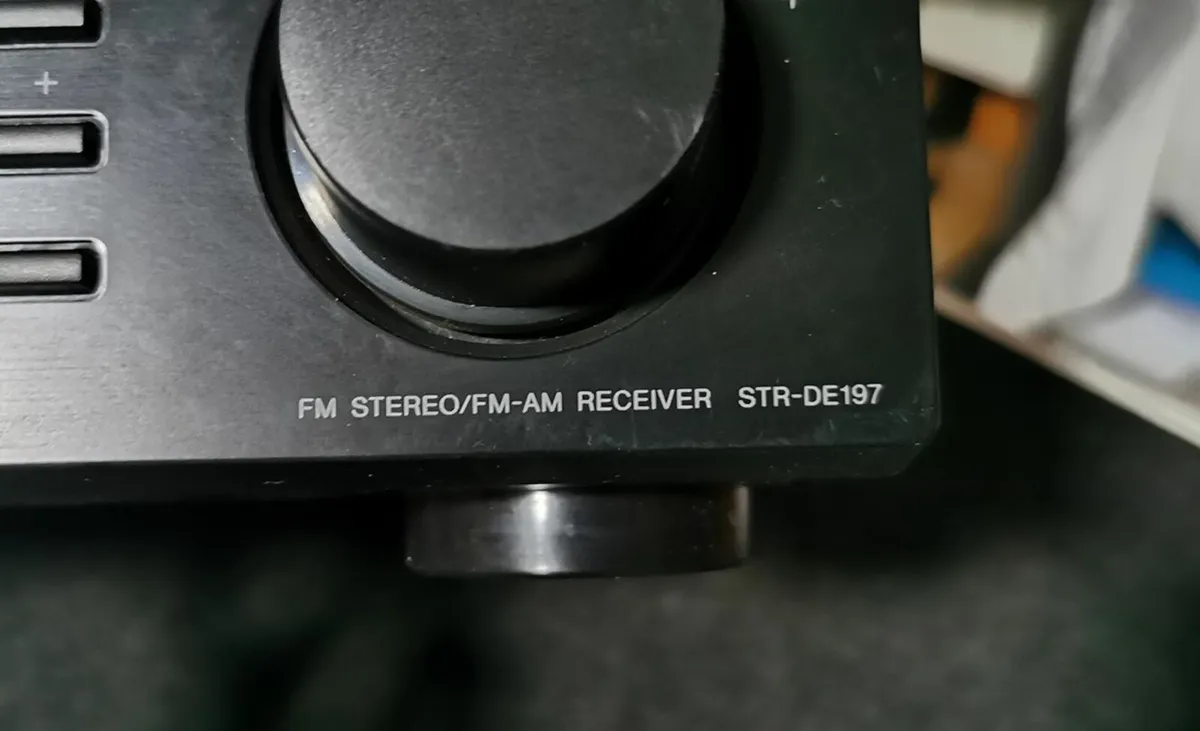 +
FM STEREO/FM-AM RECEIVER STR-DE197